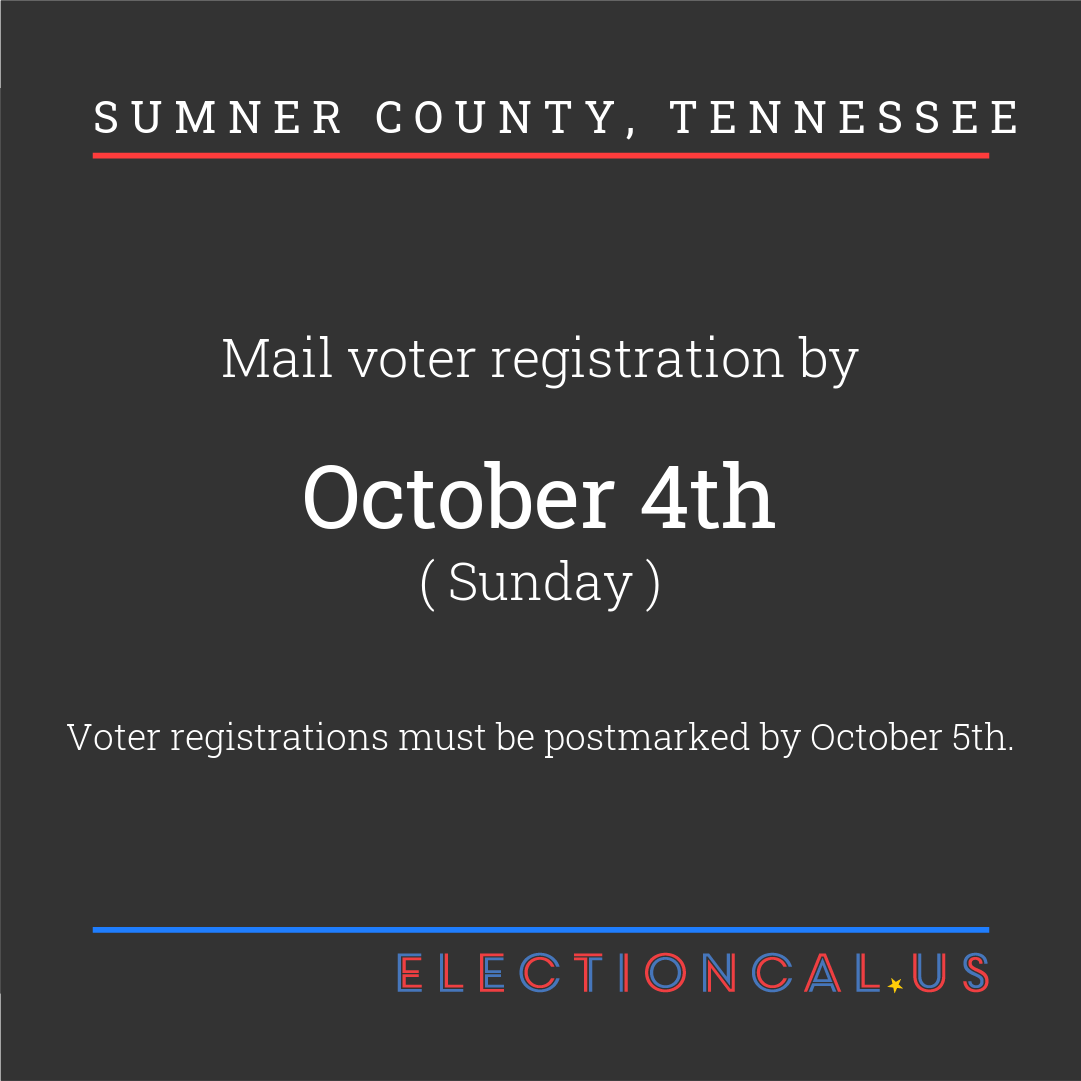 SUMNER COUNTY, TENNESSEE
Mail voter registration by
October 4th
( Sunday )
Voter registrations must be postmarked by October 5th.
ELECTIONCAL.US